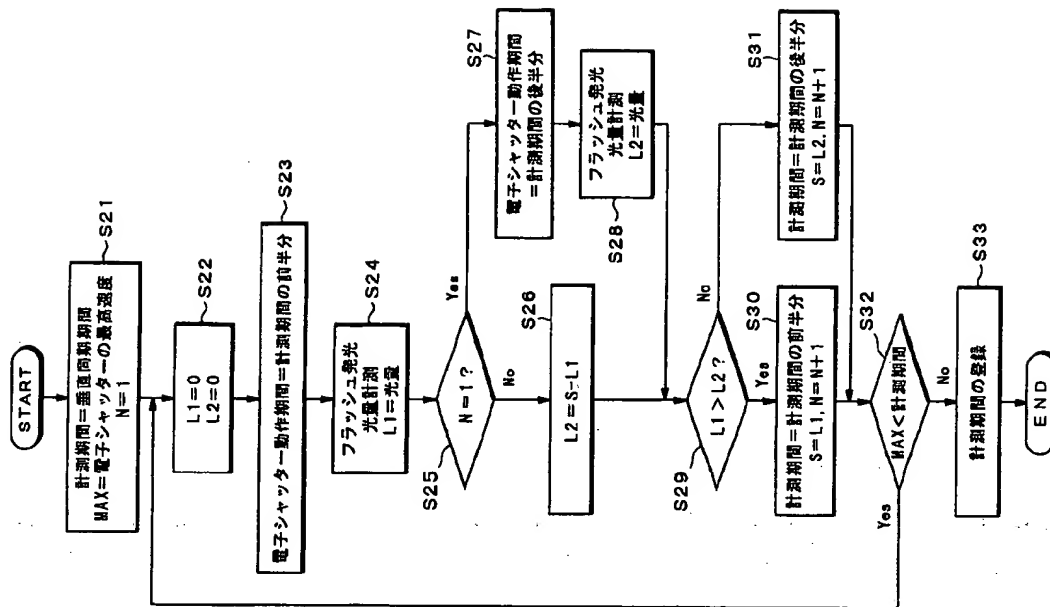 START
計測期間=垂直同期期間
MAX=電子シャッターの最高速度
N=1
S21
L1=0
L2=0
S22
電子シャッター動作期間=計測期間の前半分
S23
フラッシュ発光
光量計測
L1=光量
S24
N=1?
S25
Yes
No
L2=S-L1
S26
電子シャッター動作期間
=計測期間の後半分
S27
フラッシュ発光
光量計測
L2=光量
S28
L1>L2?
S29
No
Yes
計測期間=計測期間の前半分
S=L1,N=N+1
S30
計測期間=計測期間の後半分
S=L2,N=N+1
S31
MAX<計測期間
S32
Yes
No
計測期間の登録
S33
END